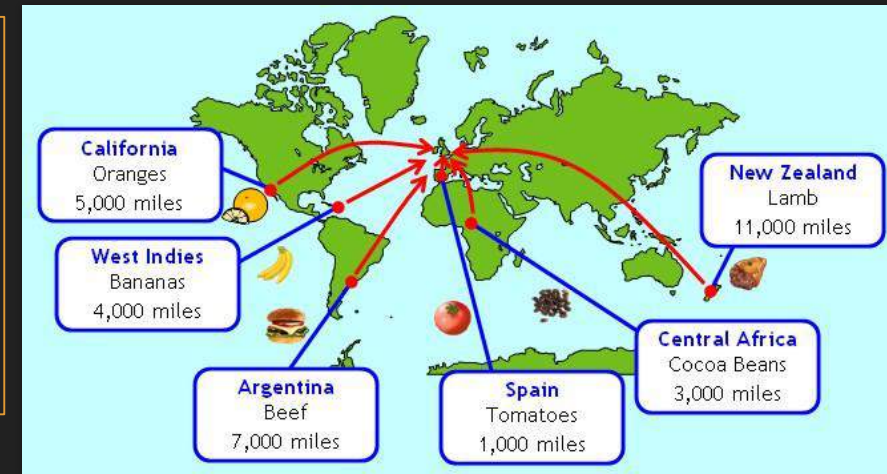 California
Oranges
5,000 miles
West Indies
Bananas
4,000 miles
Argentina
Beef
7,000 miles
Spain
Tomatoes
1,000 miles
Central Africa
Cocoa Beans
3,000 miles
New Zealand
Lamb
11,000 miles